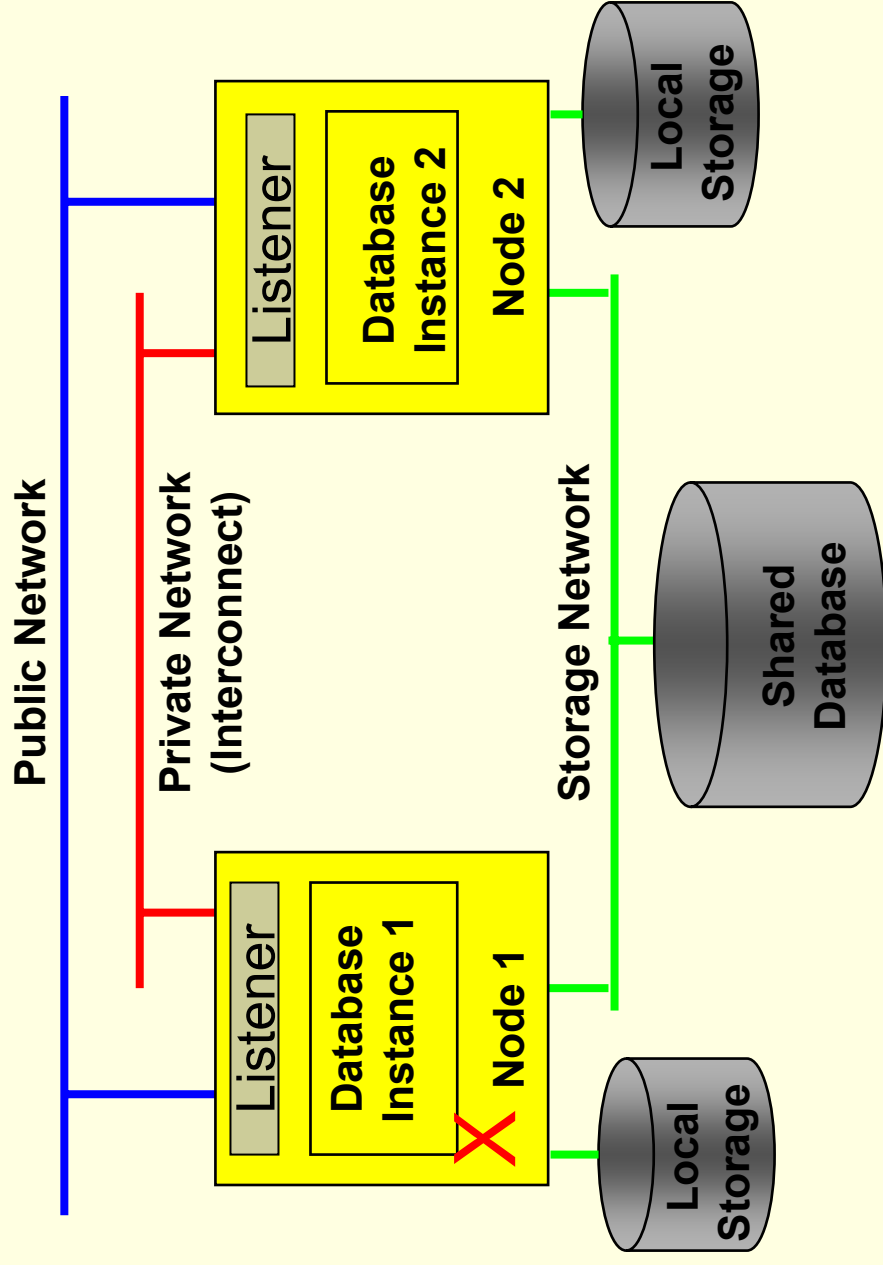 Public Network
Private Network
(Interconnect)
Listener
Database
Instance 1
Node 1
Listener
Database
Instance 2
Node 2
Storage Network
Local
Storage
Shared
Database
Local
Storage